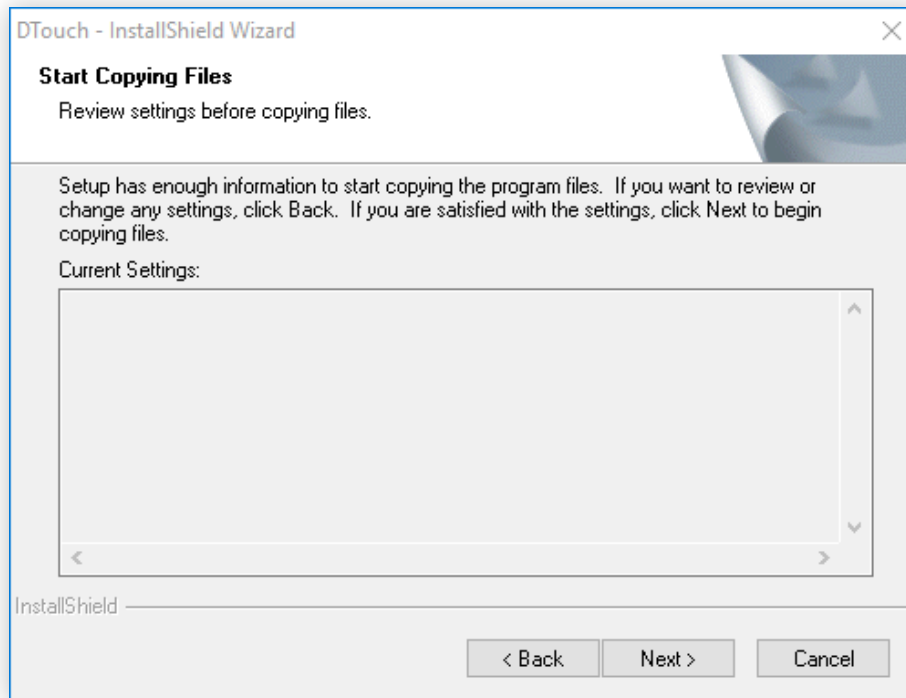 DTouch - InstallShield Wizard
Start Copying Files
Review settings before copying files.
Setup has enough information to start copying the program files.  If you want to review or
change any settings, click Back.  If you are satisfied with the settings, click Next to begin
copying files.
Current Settings:
InstallShield
< Back
Next >
Cancel